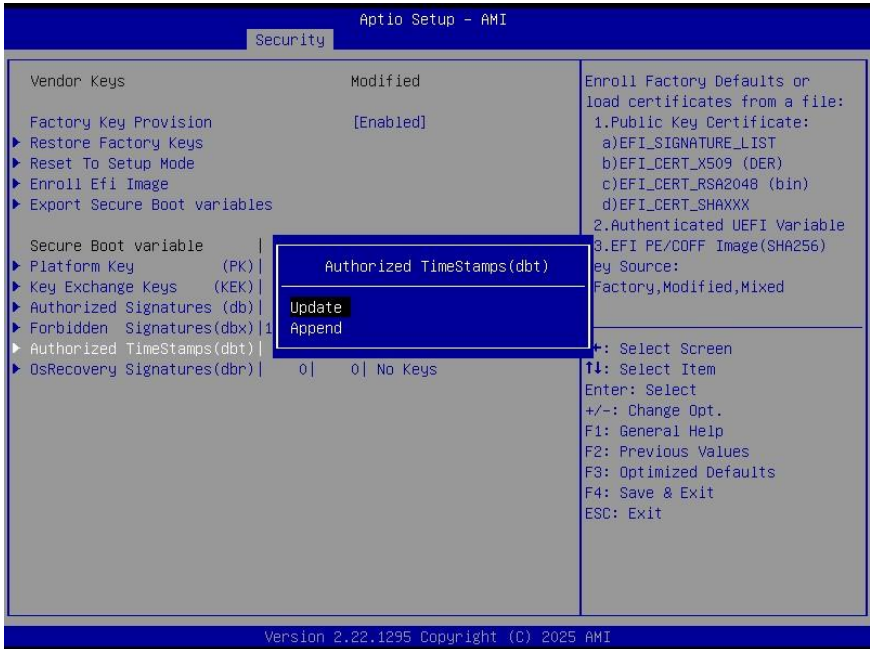 Aptio Setup – AMI
Security
Vendor Keys Modified
Factory Key Provision [Enabled]
Restore Factory Keys
Reset To Setup Mode
Enroll Efi Image
Export Secure Boot variables
Secure Boot variable |
Platform Key (PK)|
Key Exchange Keys (KEK)|
Authorized Signatures (db)|
Forbidden Signatures(dbx)|1
Authorized TimeStamps(dbt)|
OsRecovery Signatures(dbr)| 0| 0| No Keys
Authorized TimeStamps(dbt)
Update
Append
Enroll Factory Defaults or
load certificates from a file:
1.Public Key Certificate:
a)EFI_SIGNATURE_LIST
b)EFI_CERT_X509 (DER)
c)EFI_CERT_RSA2048 (bin)
d)EFI_CERT_SHAXXX
2.Authenticated UEFI Variable
3.EFI PE/COFF Image(SHA256)
ey Source:
Factory,Modified,Mixed
: Select Screen
↑↓: Select Item
Enter: Select
+/-: Change Opt.
F1: General Help
F2: Previous Values
F3: Optimized Defaults
F4: Save & Exit
ESC: Exit
Version 2.22.1295 Copyright (C) 2025 AMI